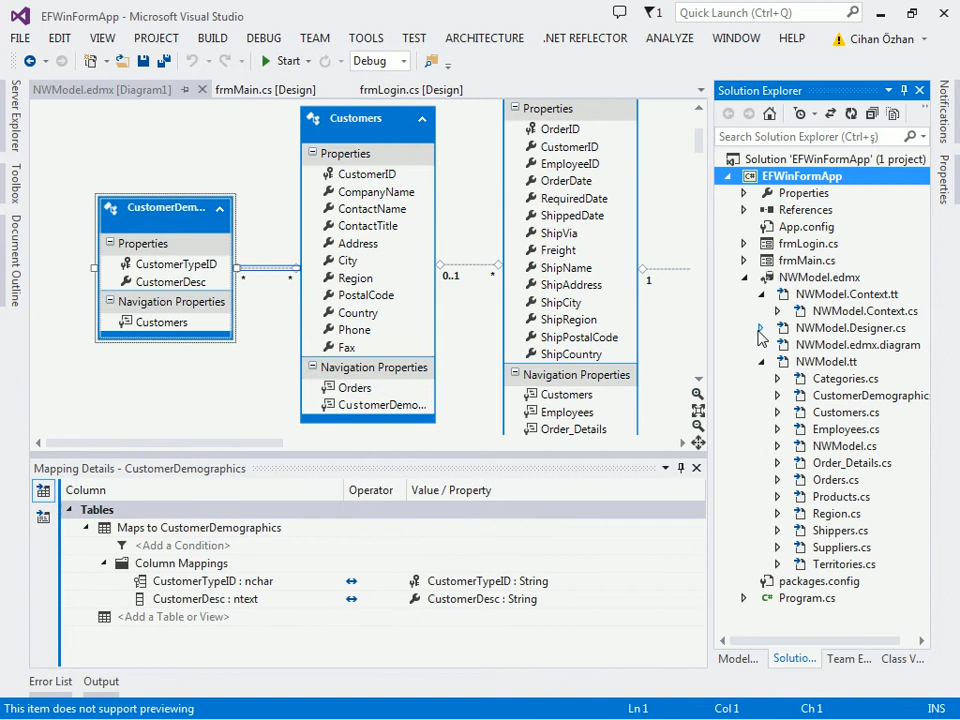 EFWinFormApp - Microsoft Visual Studio
1
Quick Launch (Ctrl+Q)
FILE EDIT VIEW PROJECT BUILD DEBUG TEAM TOOLS TEST ARCHITECTURE .NET REFLECTOR ANALYZE WINDOW HELP Cihan Özhan
Start Debug
NWModel.edmx [Diagram1] frmMain.cs [Design] frmLogin.cs [Design]
Server Explorer
Toolbox
Document Outline
CustomerDem...
Properties
CustomerTypeID
CustomerDesc
Navigation Properties
Customers
* *
Customers
Properties
CustomerID
CompanyName
ContactName
ContactTitle
Address
City
Region
PostalCode
Country
Phone
Fax
Navigation Properties
Orders
CustomerDemo...
0..1 *
Properties
OrderID
CustomerID
EmployeeID
OrderDate
RequiredDate
ShippedDate
ShipVia
Freight
ShipName
ShipAddress
ShipCity
ShipRegion
ShipPostalCode
ShipCountry
Navigation Properties
Customers
Employees
Order_Details
1
Mapping Details - CustomerDemographics
Column Operator Value / Property
Tables
Maps to CustomerDemographics
<Add a Condition>
Column Mappings
CustomerTypeID : nchar CustomerTypeID : String
CustomerDesc : ntext CustomerDesc : String
<Add a Table or View>
Solution Explorer
Search Solution Explorer (Ctrl+ş)
Solution 'EFWinFormApp' (1 project)
C# EFWinFormApp
Properties
References
App.config
frmLogin.cs
frmMain.cs
NWModel.edmx
NWModel.Context.tt
NWModel.Context.cs
NWModel.Designer.cs
NWModel.edmx.diagram
NWModel.tt
Categories.cs
CustomerDemographic
Customers.cs
Employees.cs
NWModel.cs
Order_Details.cs
Orders.cs
Products.cs
Region.cs
Shippers.cs
Suppliers.cs
Territories.cs
packages.config
C# Program.cs
Model... Solutio... Team E... Class V...
Notifications
Properties
Error List Output
This item does not support previewing Ln 1 Col 1 Ch 1 INS